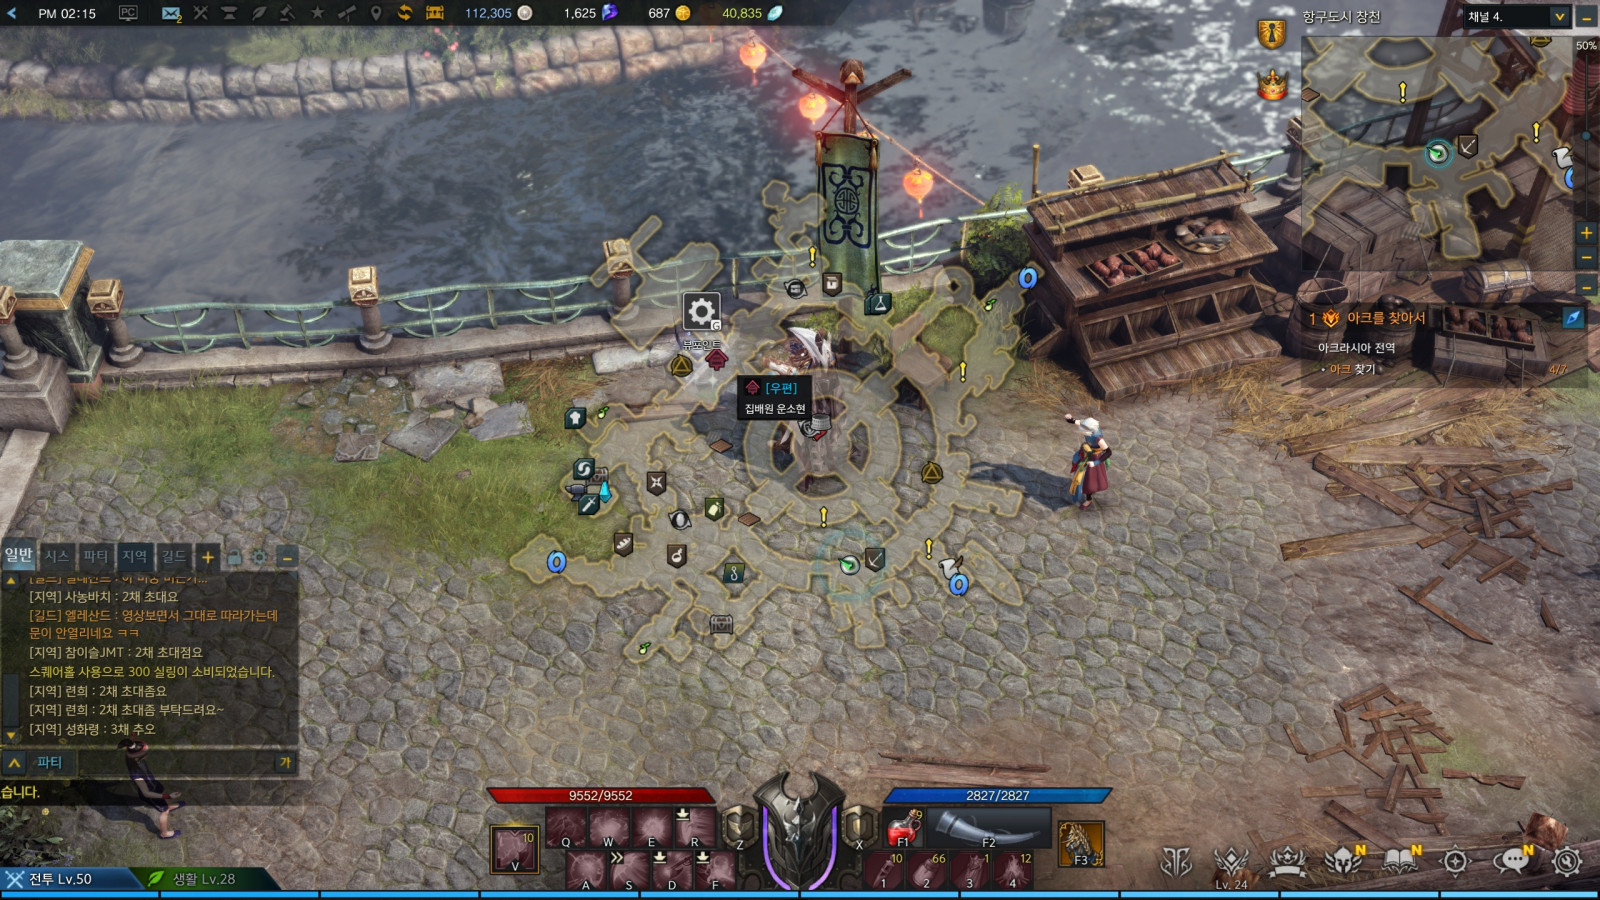 PM 02:15
PC
2
112,305
1,625
687
40,835
항구도시 창천
채널 4.
50%
1 아크를 찾아서
아크라시아 전역
· 아크 찾기
4/7
G
뷰포인트
[우편]
집배원 운소현
일반 시스 파티 지역 길드 +
[지역] 사농바치 : 2채 초대요
[길드] 엘레산드 : 영상보면서 그대로 따라가는데
문이 안열리네요 ㅋㅋ
[지역] 참이슬JMT : 2채 초대점요
스퀘어홀 사용으로 300 실링이 소비되었습니다.
[지역] 련희 : 2채 초대좀요
[지역] 련희 : 2채 초대좀 부탁드려요~
[지역] 성화령 : 3채 추오
파티
가
습니다.
9552/9552
2827/2827
10
V
Q W E R
A S D F
Z
X
9
F1
F2
F3
10 66 1 12
1 2 3 4
전투 Lv.50
생활 Lv.28
Lv. 24
N N N